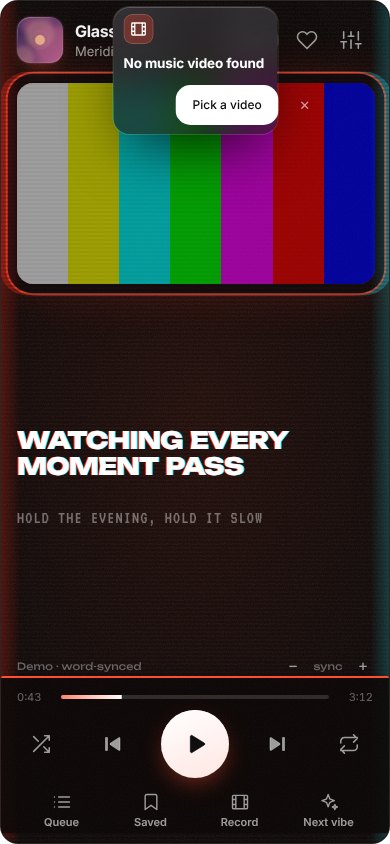 Glass
Meridi
No music video found
Pick a video
WATCHING EVERY
MOMENT PASS
HOLD THE EVENING, HOLD IT SLOW
Demo · word-synced
− sync +
0:43
3:12
Queue
Saved
Record
Next vibe